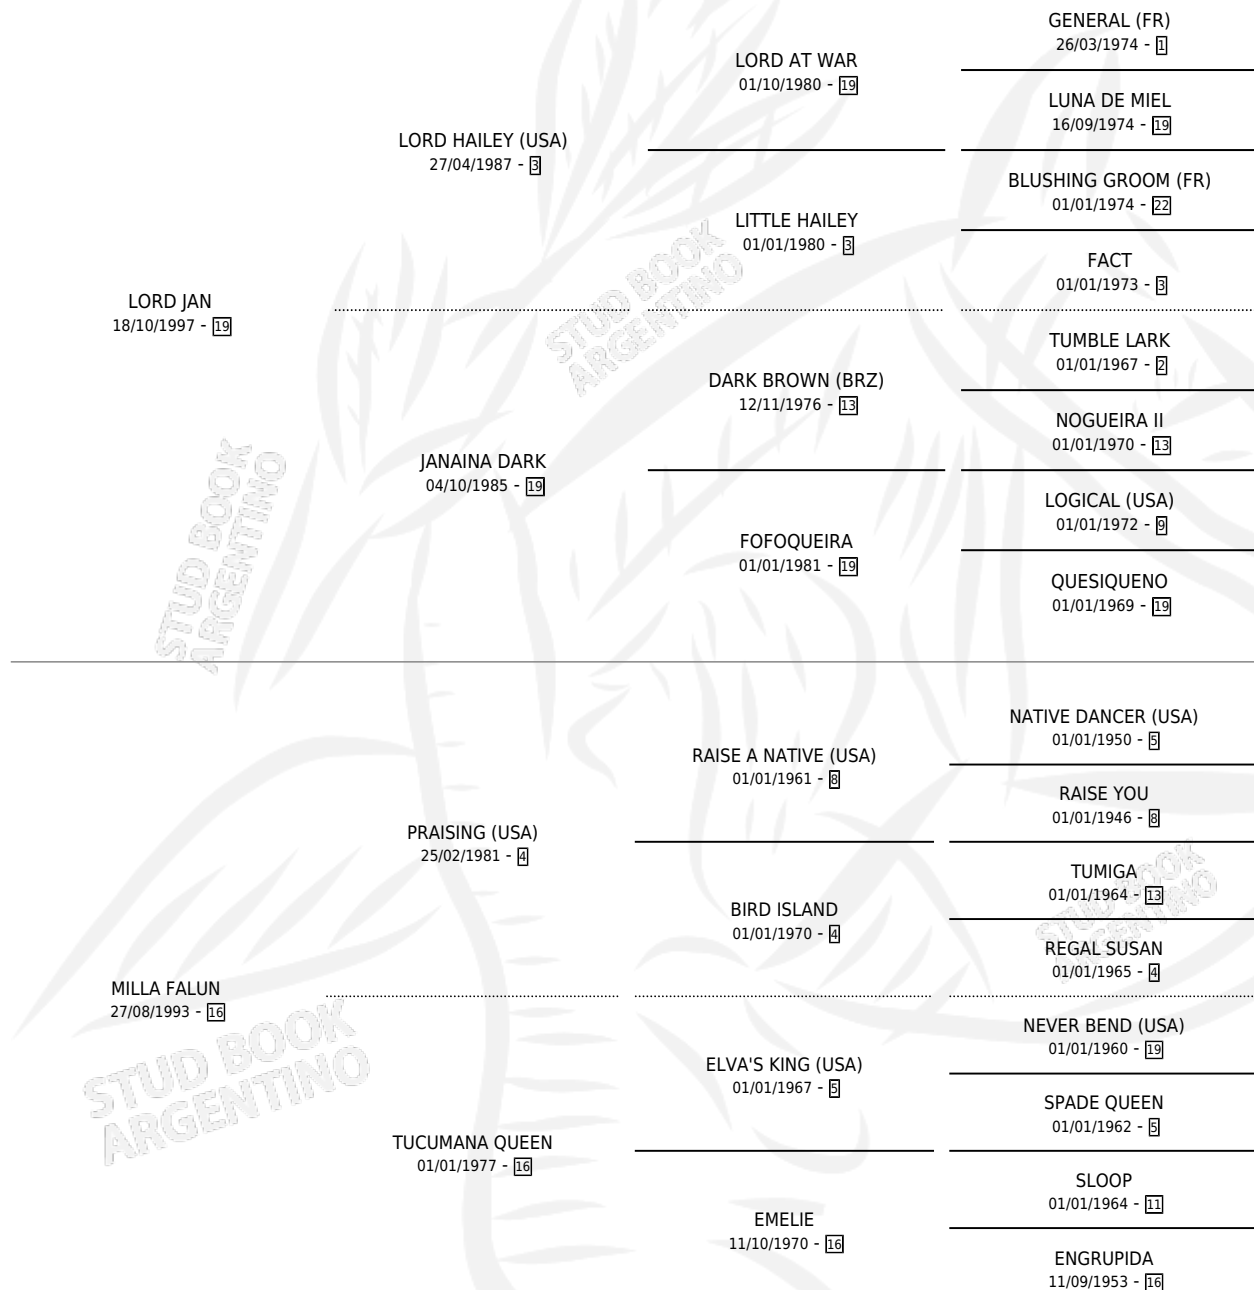 GENERAL (FR)
26/03/1974 - 1
LORD AT WAR
01/10/1980 - 19
LUNA DE MIEL
16/09/1974 - 19
LORD HAILEY (USA)
27/04/1987 - 3
BLUSHING GROOM (FR)
01/01/1974 - 22
LITTLE HAILEY
01/01/1980 - 3
FACT
01/01/1973 - 3
LORD JAN
18/10/1997 - 19
TUMBLE LARK
01/01/1967 - 2
DARK BROWN (BRZ)
12/11/1976 - 13
NOGUEIRA II
01/01/1970 - 13
JANAINA DARK
04/10/1985 - 19
LOGICAL (USA)
01/01/1972 - 9
FOFOQUEIRA
01/01/1981 - 19
QUESIQUENO
01/01/1969 - 19
NATIVE DANCER (USA)
01/01/1950 - 5
RAISE A NATIVE (USA)
01/01/1961 - 8
RAISE YOU
01/01/1946 - 8
PRAISING (USA)
25/02/1981 - 4
TUMIGA
01/01/1964 - 13
BIRD ISLAND
01/01/1970 - 4
REGAL SUSAN
01/01/1965 - 4
MILLA FALUN
27/08/1993 - 16
NEVER BEND (USA)
01/01/1960 - 19
ELVA'S KING (USA)
01/01/1967 - 5
SPADE QUEEN
01/01/1962 - 5
TUCUMANA QUEEN
01/01/1977 - 16
SLOOP
01/01/1964 - 11
EMELIE
11/10/1970 - 16
ENGRUPIDA
11/09/1953 - 16
STUD BOOK
ARGENTINO
STUD BOOK
ARGENTINO
STUD BOOK
ARGENTINO
STUD BOOK
ARGENTINO